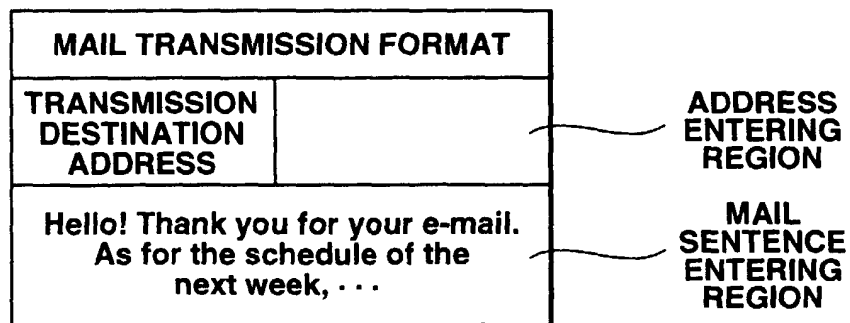 MAIL TRANSMISSION FORMAT
TRANSMISSION
DESTINATION
ADDRESS
ADDRESS
ENTERING
REGION
Hello! Thank you for your e-mail.
As for the schedule of the
next week, · · ·
MAIL
SENTENCE
ENTERING
REGION